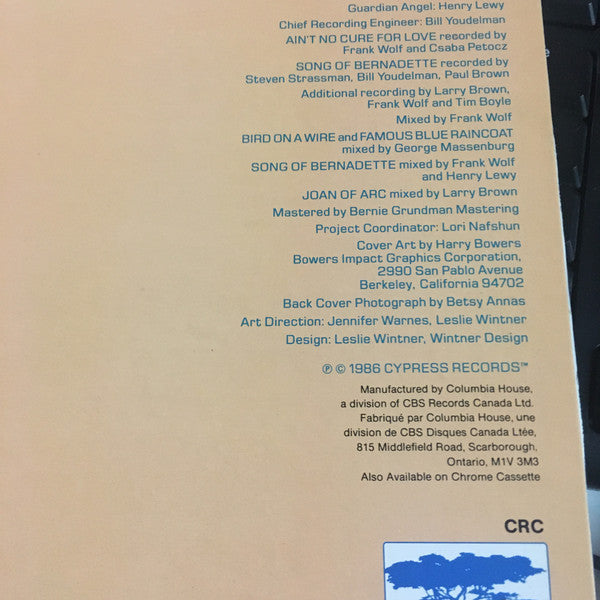 Guardian Angel: Henry Lewy
Chief Recording Engineer: Bill Youdelman
AIN'T NO CURE FOR LOVE recorded by
Frank Wolf and Csaba Petocz
SONG OF BERNADETTE recorded by
Steven Strassman, Bill Youdelman, Paul Brown
Additional recording by Larry Brown,
Frank Wolf and Tim Boyle
Mixed by Frank Wolf
BIRD ON A WIRE and FAMOUS BLUE RAINCOAT
mixed by George Massenburg
SONG OF BERNADETTE mixed by Frank Wolf
and Henry Lewy
JOAN OF ARC mixed by Larry Brown
Mastered by Bernie Grundman Mastering
Project Coordinator: Lori Nafshun
Cover Art by Harry Bowers
Bowers Impact Graphics Corporation,
2990 San Pablo Avenue
Berkeley, California 94702
Back Cover Photograph by Betsy Annas
Art Direction: Jennifer Warnes, Leslie Wintner
Design: Leslie Wintner, Wintner Design
℗ © 1986 CYPRESS RECORDS™
Manufactured by Columbia House,
a division of CBS Records Canada Ltd.
Fabriqué par Columbia House, une
division de CBS Disques Canada Ltée,
815 Middlefield Road, Scarborough,
Ontario, M1V 3M3
Also Available on Chrome Cassette
CRC